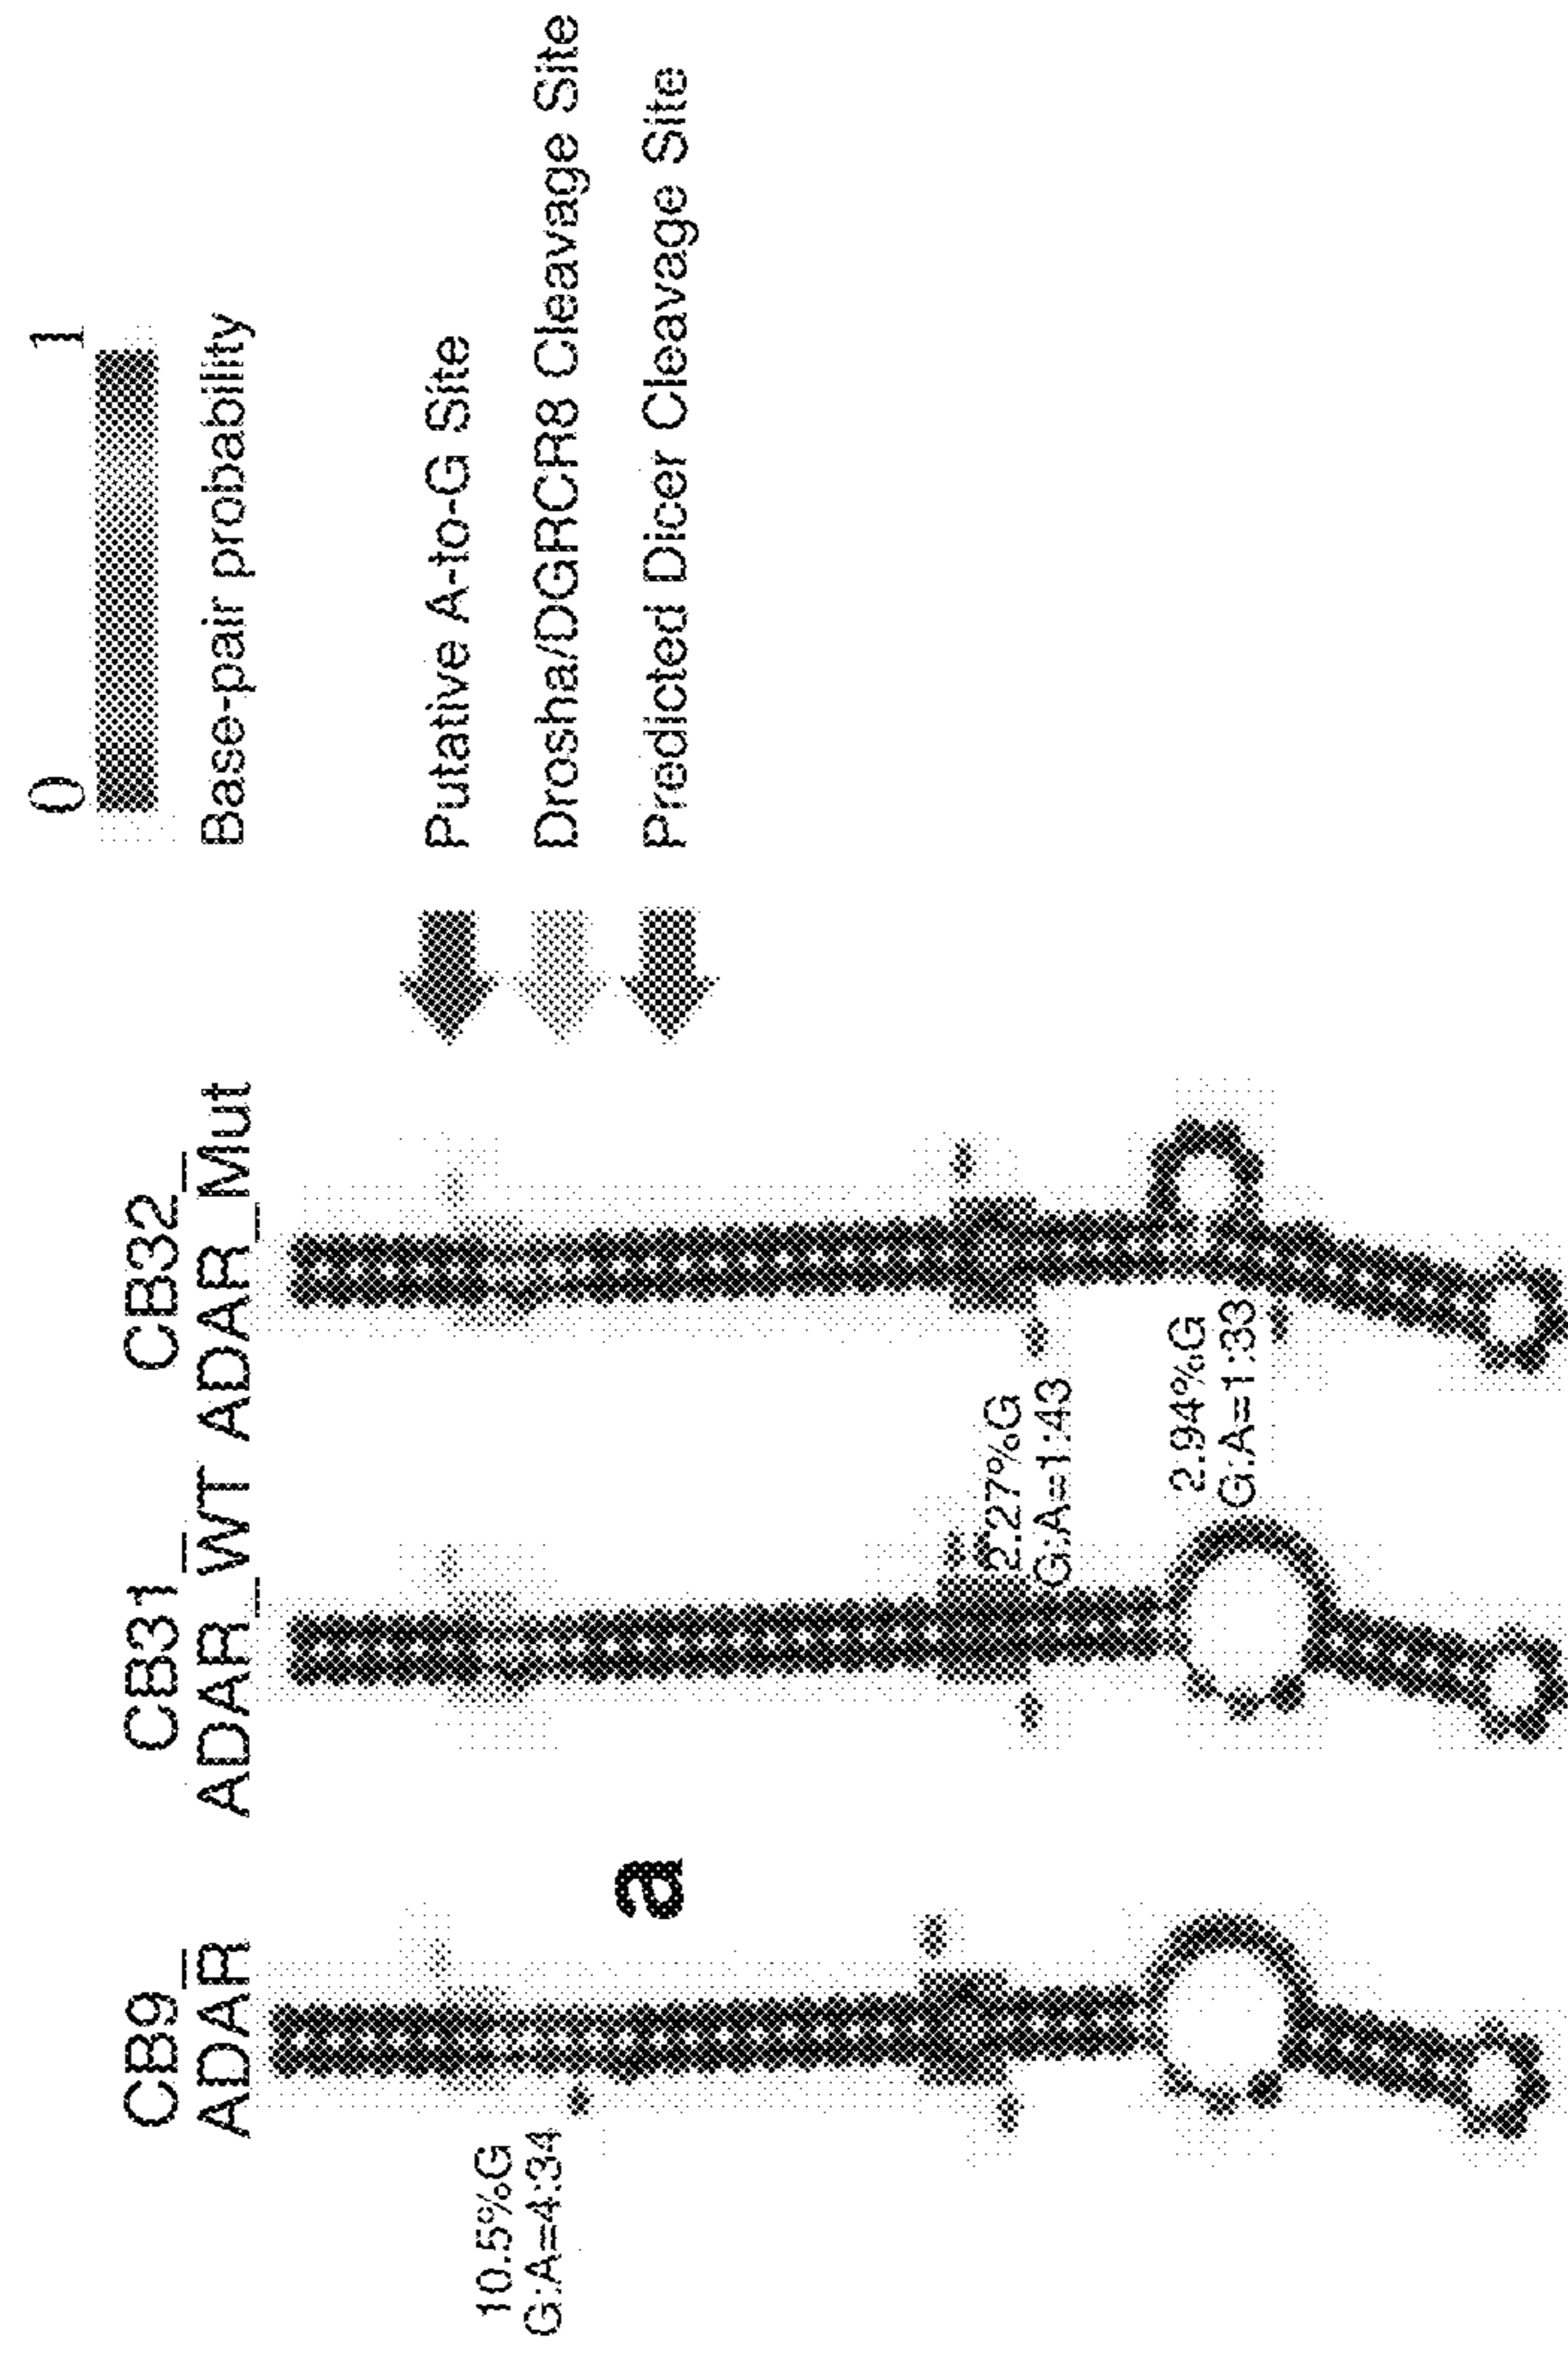 CB9_
ADAR
CB31_
ADAR_WT
CB32_
ADAR_Mut
0
1
Base-pair probability
Putative A-to-G Site
Drosha/DGRCR8 Cleavage Site
Predicted Dicer Cleavage Site
10.5%G
G:A=4:34
a
2.27%G
G:A=1:43
2.94%G
G:A=1:33